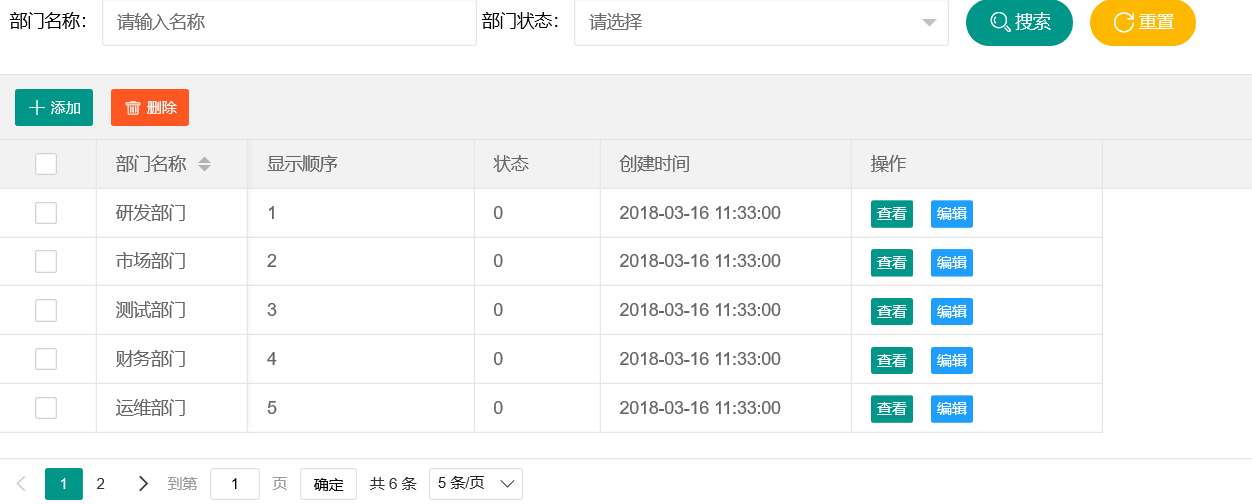 部门名称： 请输入名称 部门状态： 请选择 搜索 重置
添加 删除
部门名称 显示顺序 状态 创建时间 操作
研发部门 1 0 2018-03-16 11:33:00 查看 编辑
市场部门 2 0 2018-03-16 11:33:00 查看 编辑
测试部门 3 0 2018-03-16 11:33:00 查看 编辑
财务部门 4 0 2018-03-16 11:33:00 查看 编辑
运维部门 5 0 2018-03-16 11:33:00 查看 编辑
1 2 到第 1 页 确定 共 6 条 5 条/页